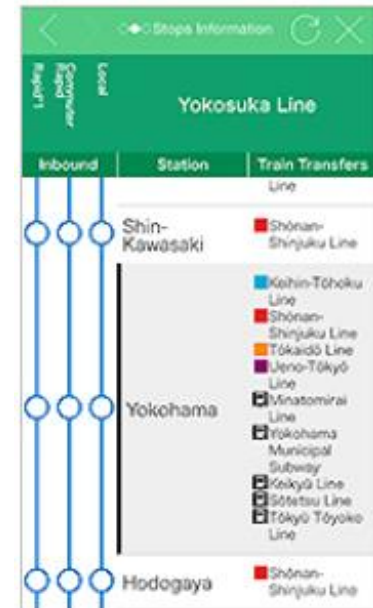 Stops Information
Rapid*1
Commuter
Rapid
Local
Yokosuka Line
Inbound
Station
Train Transfers
Line
Shin-
Kawasaki
Shōnan-
Shinjuku Line
Yokohama
Keihin-Tōhoku
Line
Shōnan-
Shinjuku Line
Tōkaidō Line
Ueno-Tōkyō
Line
Minatomirai
Line
Yokohama
Municipal
Subway
Keikyū Line
Sōtetsu Line
Tōkyū Tōyoko
Line
Hodogaya
Shōnan-
Shinjuku Line